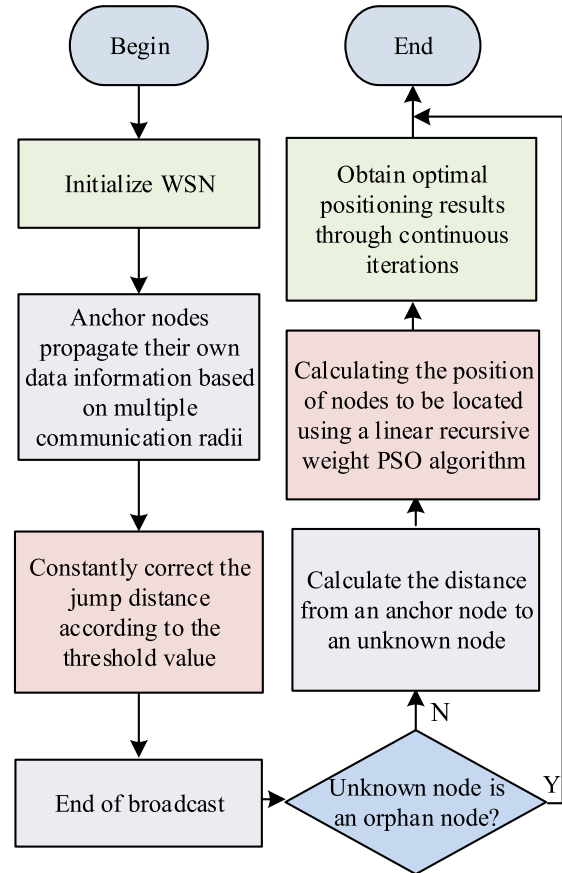 Begin
Initialize WSN
Anchor nodes
propagate their own
data information based
on multiple
communication radii
Constantly correct the
jump distance
according to the
threshold value
End of broadcast
Unknown node is
an orphan node?
Y
N
Calculate the distance
from an anchor node to
an unknown node
Calculating the position
of nodes to be located
using a linear recursive
weight PSO algorithm
Obtain optimal
positioning results
through continuous
iterations
End